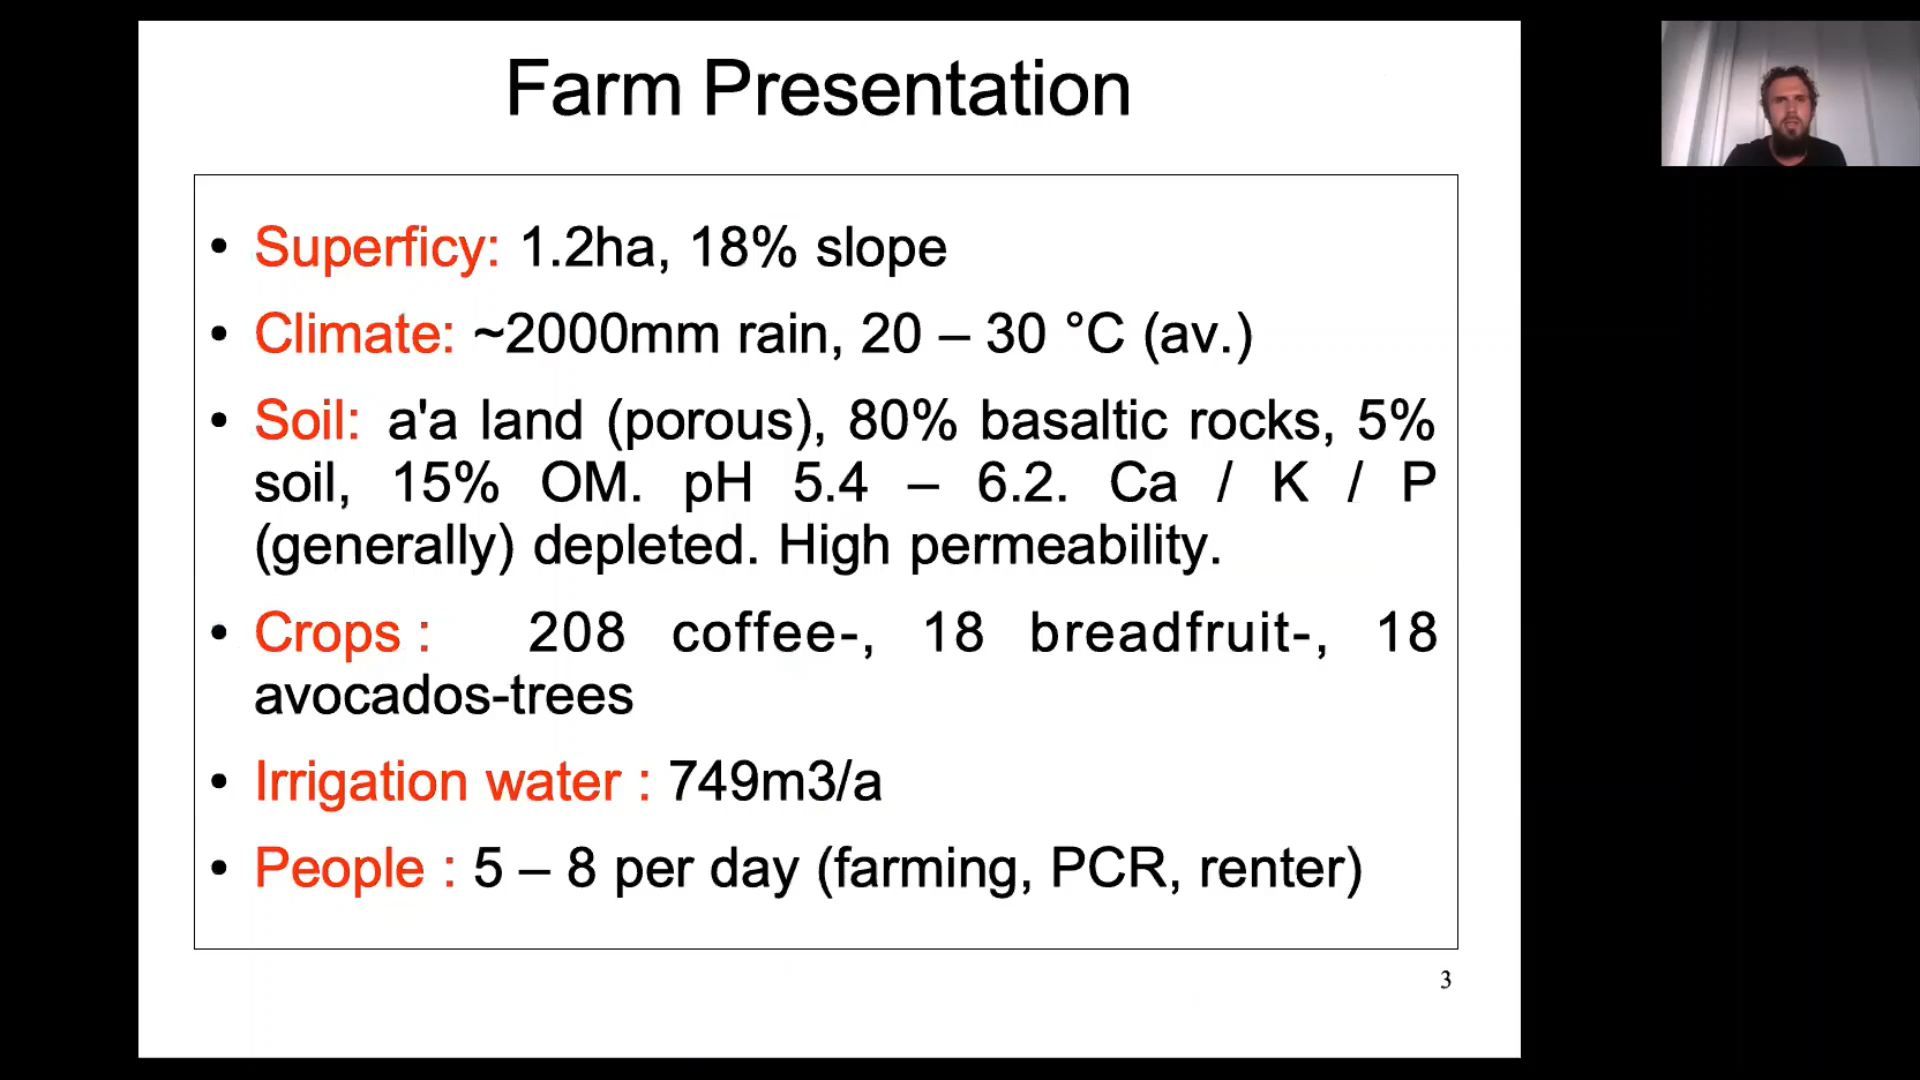 Farm Presentation
• Superficy: 1.2ha, 18% slope
• Climate: ~2000mm rain, 20 – 30 °C (av.)
• Soil: a'a land (porous), 80% basaltic rocks, 5%
soil, 15% OM. pH 5.4 – 6.2. Ca / K / P
(generally) depleted. High permeability.
• Crops : 208 coffee-, 18 breadfruit-, 18
avocados-trees
• Irrigation water : 749m3/a
• People : 5 – 8 per day (farming, PCR, renter)
3